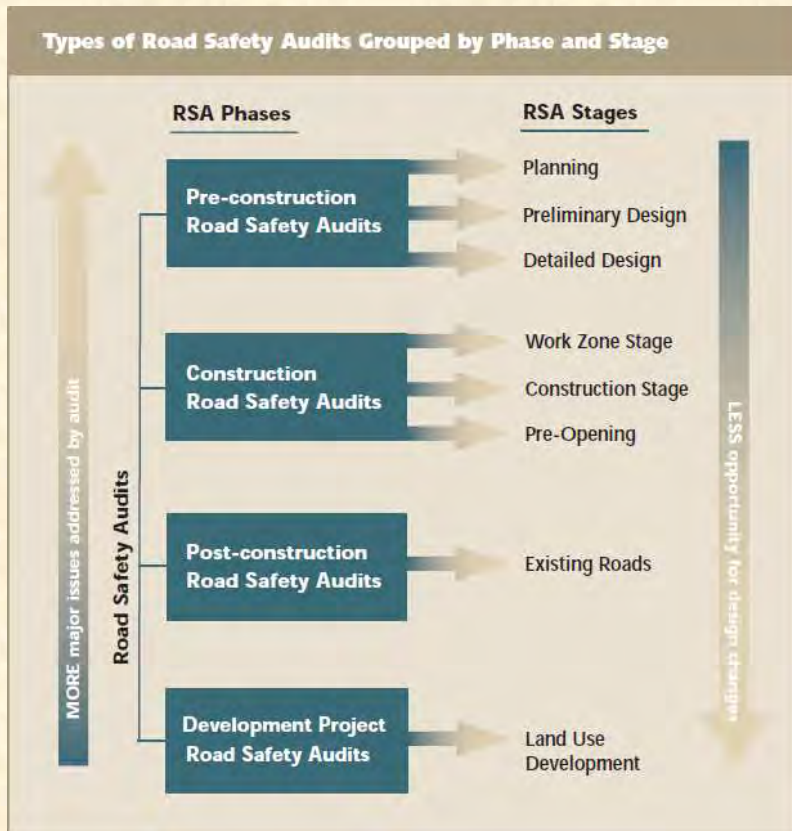 Types of Road Safety Audits Grouped by Phase and Stage
RSA Phases
RSA Stages
Pre-construction
Road Safety Audits
Planning
Preliminary Design
Detailed Design
Construction
Road Safety Audits
Work Zone Stage
Construction Stage
Pre-Opening
Post-construction
Road Safety Audits
Existing Roads
Development Project
Road Safety Audits
Land Use
Development
MORE major issues addressed by audit
Road Safety Audits
LESS opportunity for design changes